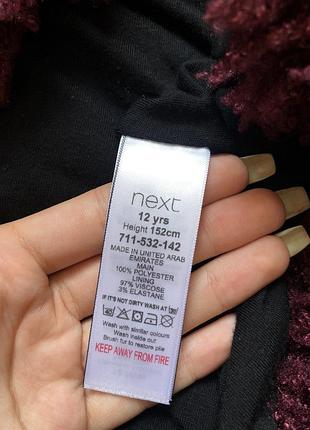 next
12 yrs
Height 152cm
711-532-142
MADE IN UNITED ARAB
EMIRATES
MAIN
100% POLYESTER
LINING
97% VISCOSE
3% ELASTANE
IF IT'S NOT DIRTY WASH AT
Wash with similar colours
Wash inside out
Brush fur to restore pile
KEEP AWAY FROM FIRE